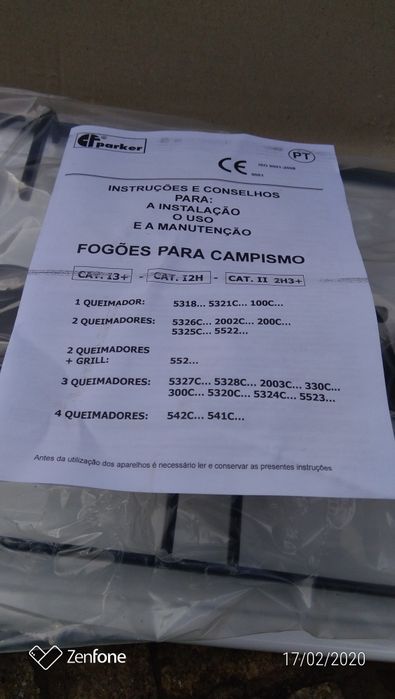 CFparker
PT
CE
ISO 9001:2008
0051
INSTRUÇÕES E CONSELHOS
PARA:
A INSTALAÇÃO
O USO
E A MANUTENÇÃO
FOGÕES PARA CAMPISMO
CAT. I3+ - CAT. I2H - CAT. II 2H3+
1 QUEIMADOR: 5318... 5321C... 100C...
2 QUEIMADORES: 5326C... 2002C... 200C...
5325C... 5522...
2 QUEIMADORES
+ GRILL: 552...
3 QUEIMADORES: 5327C... 5328C... 2003C... 330C...
300C... 5320C... 5324C... 5523...
4 QUEIMADORES: 542C... 541C...
Antes da utilização dos aparelhos é necessário ler e conservar as presentes instruções
Zenfone
17/02/2020